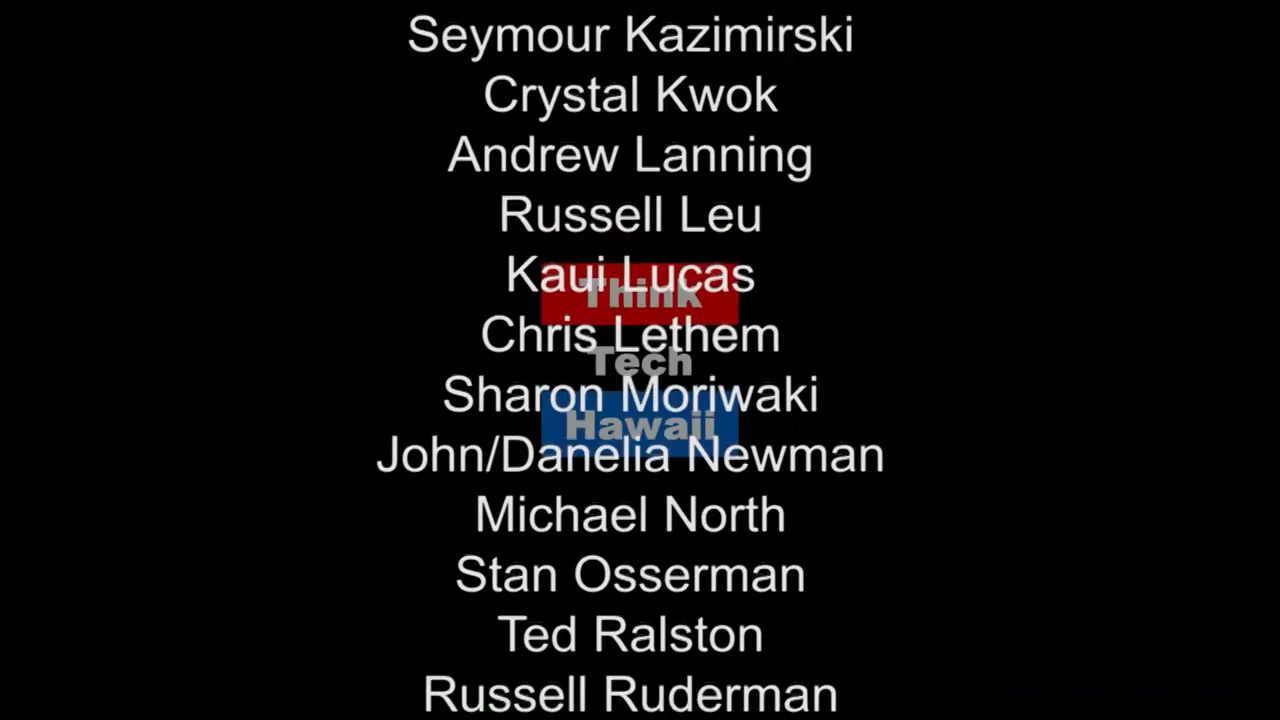 Seymour Kazimirski
Crystal Kwok
Andrew Lanning
Russell Leu
Kaui Lucas
Think
Chris Lethem
Tech
Sharon Moriwaki
Hawaii
John/Danelia Newman
Michael North
Stan Osserman
Ted Ralston
Russell Ruderman